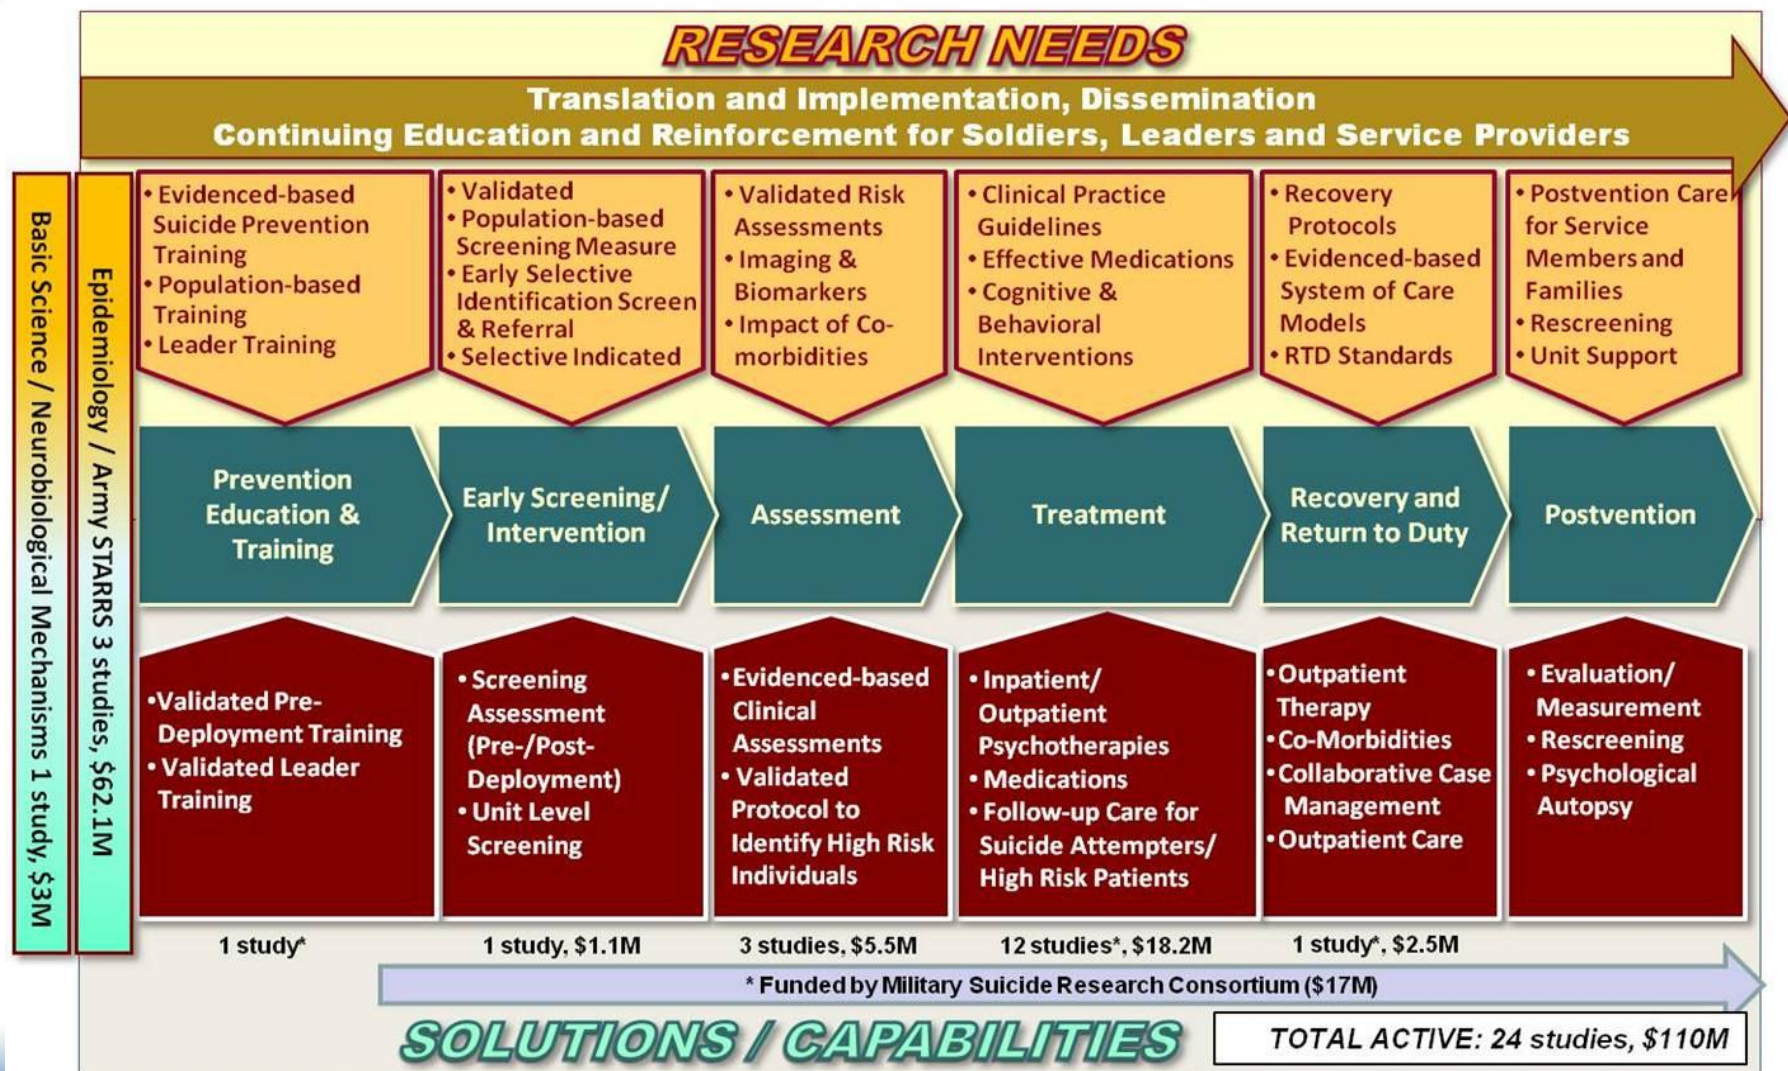 RESEARCH NEEDS
Translation and Implementation, Dissemination
Continuing Education and Reinforcement for Soldiers, Leaders and Service Providers
Basic Science / Neurobiological Mechanisms 1 study, $3M
Epidemiology / Army STARRS 3 studies, $62.1M
• Evidenced-based
Suicide Prevention
Training
• Population-based
Training
• Leader Training
• Validated
• Population-based
Screening Measure
• Early Selective
Identification Screen
& Referral
• Selective Indicated
• Validated Risk
Assessments
• Imaging &
Biomarkers
• Impact of Co-
morbidities
• Clinical Practice
Guidelines
• Effective Medications
• Cognitive &
Behavioral
Interventions
• Recovery
Protocols
• Evidenced-based
System of Care
Models
• RTD Standards
• Postvention Care
for Service
Members and
Families
• Rescreening
• Unit Support
Prevention
Education &
Training
Early Screening/
Intervention
Assessment
Treatment
Recovery and
Return to Duty
Postvention
•Validated Pre-
Deployment Training
• Validated Leader
Training
• Screening
Assessment
(Pre-/Post-
Deployment)
• Unit Level
Screening
•Evidenced-based
Clinical
Assessments
• Validated
Protocol to
Identify High Risk
Individuals
• Inpatient/
Outpatient
Psychotherapies
• Medications
• Follow-up Care for
Suicide Attempters/
High Risk Patients
•Outpatient
Therapy
•Co-Morbidities
•Collaborative Case
Management
•Outpatient Care
• Evaluation/
Measurement
• Rescreening
• Psychological
Autopsy
1 study*
1 study, $1.1M
3 studies, $5.5M
12 studies*, $18.2M
1 study*, $2.5M
* Funded by Military Suicide Research Consortium ($17M)
SOLUTIONS / CAPABILITIES
TOTAL ACTIVE: 24 studies, $110M